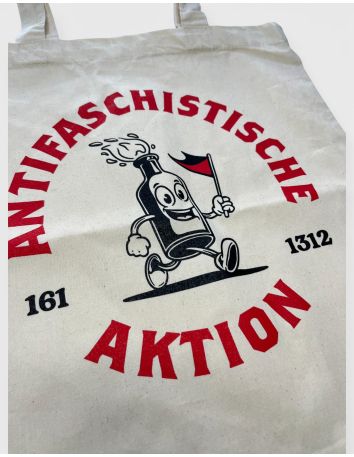 ANTIFASCHISTISCHE
161
1312
AKTION